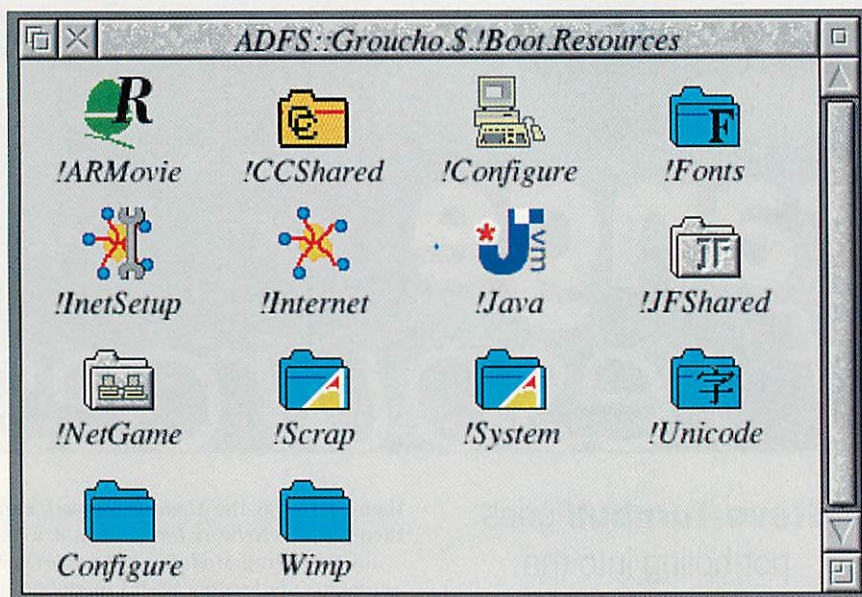 ADFS::Groucho.$.!Boot.Resources
!ARMovie !CCShared !Configure !Fonts
!InetSetup !Internet !Java !JFShared
!NetGame !Scrap !System !Unicode
Configure Wimp